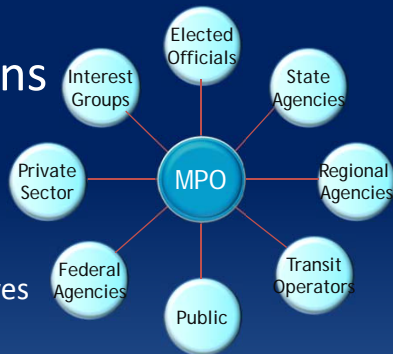 ns
Elected
Officials
Interest
Groups
State
Agencies
Private
Sector
MPO
Regional
Agencies
Federal
Agencies
Transit
Operators
es
Public